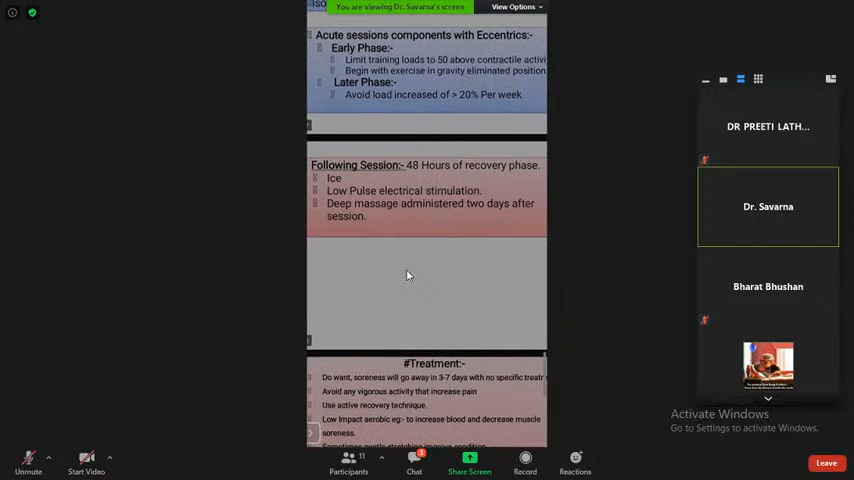 You are viewing Dr. Savarna's screen
View Options
Acute sessions components with Eccentrics:-
Early Phase:-
Limit training loads to 50 above contractile activi
Begin with exercise in gravity eliminated position
Later Phase:-
Avoid load increased of > 20% Per week.
Following Session:- 48 Hours of recovery phase.
Ice
Low Pulse electrical stimulation.
Deep massage administered two days after
session.
#Treatment:-
Do want, soreness will go away in 3-7 days with no specific treatr
Avoid any vigorous activity that increase pain
Use active recovery technique.
Low Impact aerobic eg:- to increase blood and decrease muscle
soreness.
Sometimes gentle stretching improve condition
DR PREETI LATH...
Dr. Savarna
Bharat Bhushan
Activate Windows
Go to Settings to activate Windows.
Unmute
Start Video
11
Participants
3
Chat
Share Screen
Record
Reactions
Leave